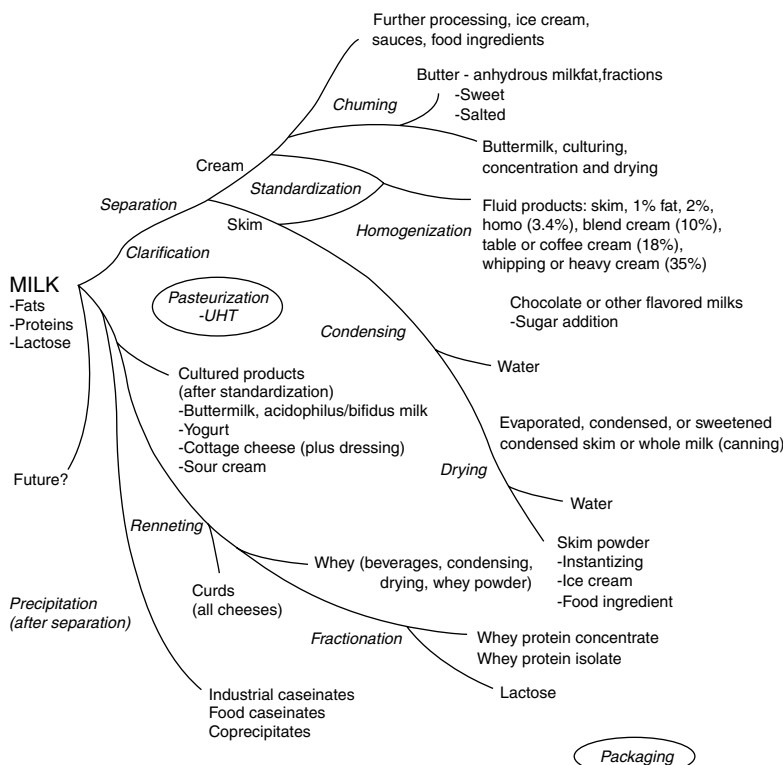 Further processing, ice cream,
sauces, food ingredients
Butter - anhydrous milkfat,fractions
-Sweet
-Salted
Chuming
Buttermilk, culturing,
concentration and drying
Cream
Standardization
Separation
Skim
Homogenization
Fluid products: skim, 1% fat, 2%,
homo (3.4%), blend cream (10%),
table or coffee cream (18%),
whipping or heavy cream (35%)
Clarification
MILK
-Fats
-Proteins
-Lactose
Pasteurization
-UHT
Chocolate or other flavored milks
-Sugar addition
Condensing
Water
Cultured products
(after standardization)
-Buttermilk, acidophilus/bifidus milk
-Yogurt
-Cottage cheese (plus dressing)
-Sour cream
Evaporated, condensed, or sweetened
condensed skim or whole milk (canning)
Future?
Drying
Water
Renneting
Skim powder
-Instantizing
-Ice cream
-Food ingredient
Whey (beverages, condensing,
drying, whey powder)
Curds
(all cheeses)
Precipitation
(after separation)
Fractionation
Whey protein concentrate
Whey protein isolate
Lactose
Industrial caseinates
Food caseinates
Coprecipitates
Packaging